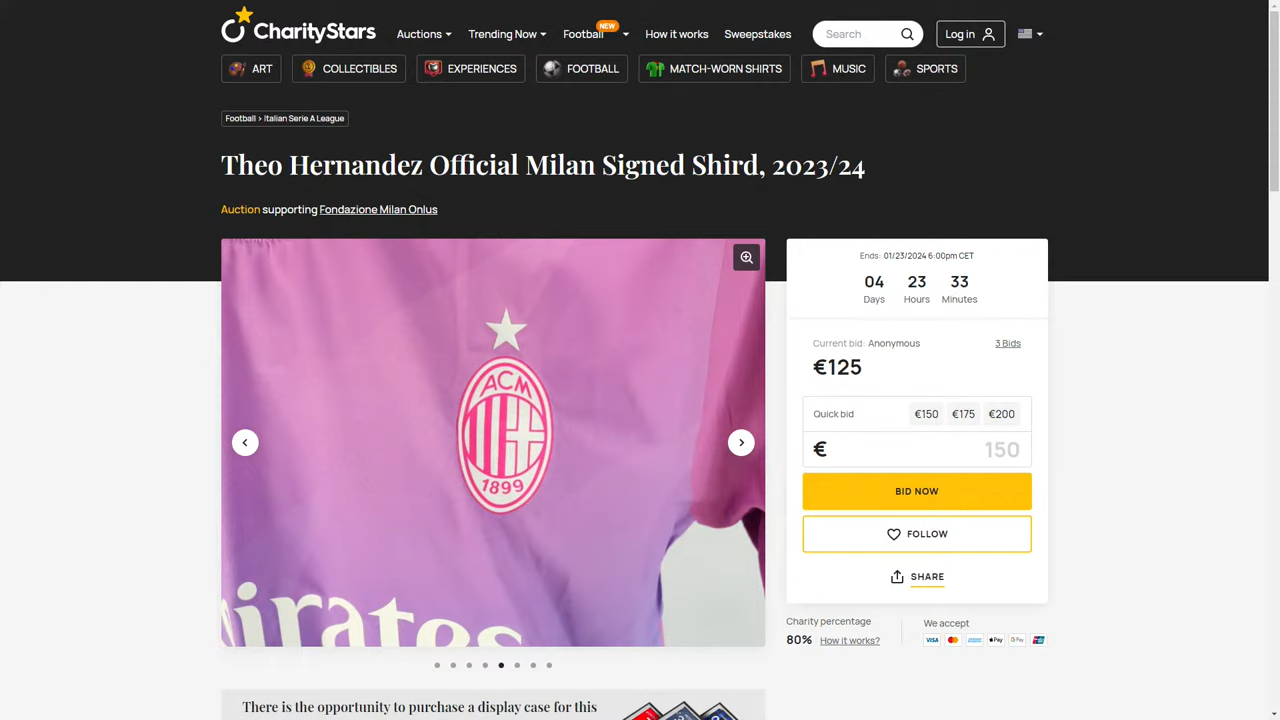 CharityStars
Auctions
Trending Now
Football
NEW
How it works
Sweepstakes
Search
Log in
ART
COLLECTIBLES
EXPERIENCES
FOOTBALL
MATCH-WORN SHIRTS
MUSIC
SPORTS
Football > Italian Serie A League
Theo Hernandez Official Milan Signed Shird, 2023/24
Auction supporting Fondazione Milan Onlus
ACM
1899
mirates
Ends: 01/23/2024 6:00pm CET
04 23 33
Days Hours Minutes
Current bid: Anonymous
3 Bids
€125
Quick bid €150 €175 €200
€ 150
BID NOW
FOLLOW
SHARE
Charity percentage
80% How it works?
We accept
VISA
Pay
G Pay
There is the opportunity to purchase a display case for this